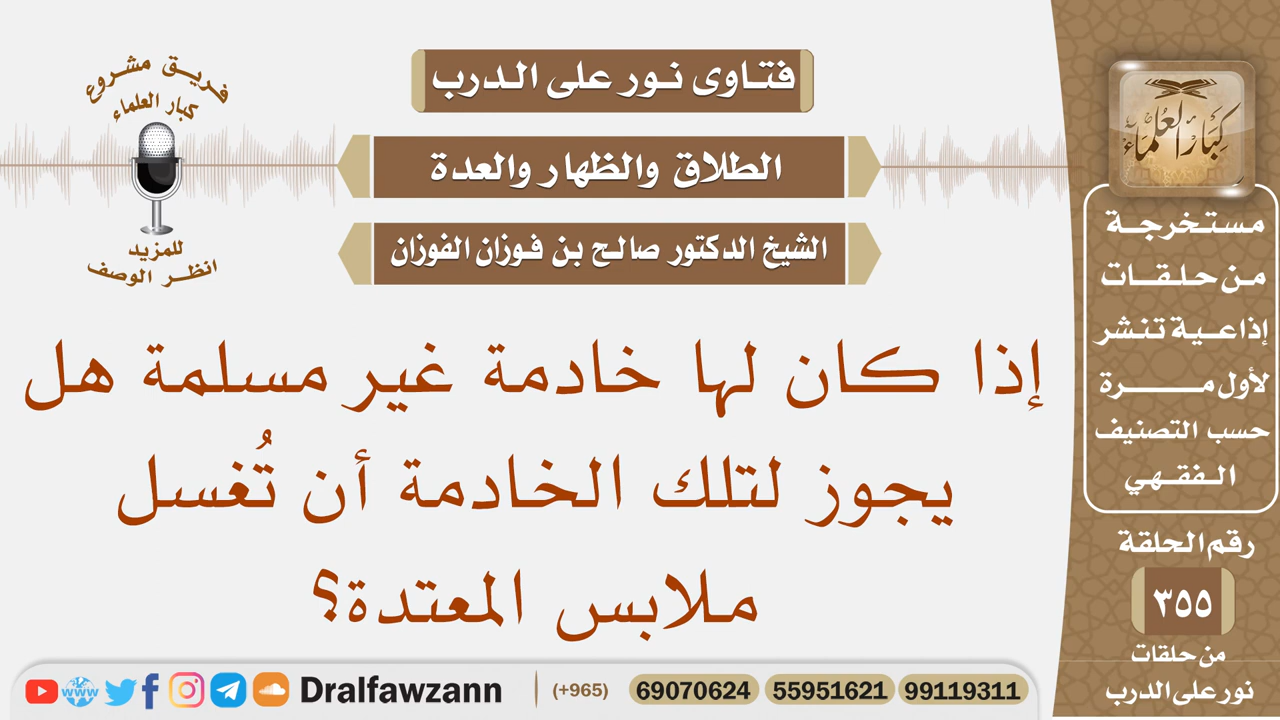 فريق مشروع
كبار العلماء
للمزيد
انظر الوصف
فتاوى نور على الدرب
الطلاق والظهار والعدة
الشيخ الدكتور صالح بن فوزان الفوزان
إذا كان لها خادمة غير مسلمة هل
يجوز لتلك الخادمة أن تُغسل
ملابس المعتدة؟
كبار العلماء
مستخرجة
من حلقات
إذاعية تنشر
لأول مرة
حسب التصنيف
الفقهي
رقم الحلقة
٣٥٥
من حلقات
نور على الدرب
www
Dralfawzann
(+965) 69070624 55951621 99119311